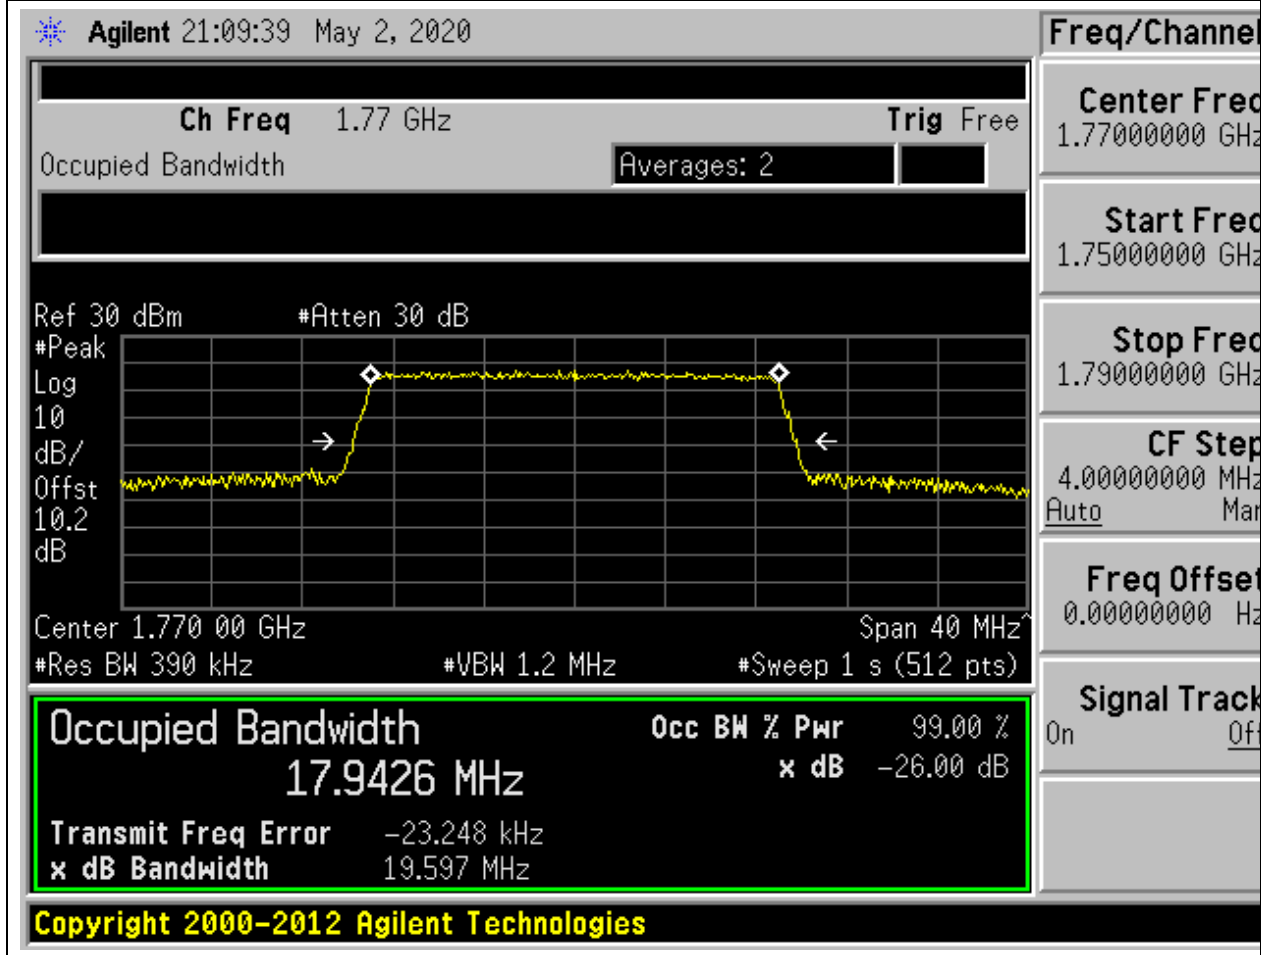 Agilent 21:09:39 May 2, 2020
Freq/Channel
Ch Freq 1.77 GHz Trig Free
Occupied Bandwidth Averages: 2
Center Freq
1.77000000 GHz
Start Freq
1.75000000 GHz
Stop Freq
1.79000000 GHz
CF Step
4.00000000 MHz
Auto Man
Freq Offset
0.00000000 Hz
Signal Track
On Off
Ref 30 dBm #Atten 30 dB
#Peak
Log
10
dB/
Offst
10.2
dB
Center 1.770 00 GHz Span 40 MHz^
#Res BW 390 kHz #VBW 1.2 MHz #Sweep 1 s (512 pts)
Occupied Bandwidth Occ BW % Pwr 99.00 %
17.9426 MHz x dB -26.00 dB
Transmit Freq Error -23.248 kHz
x dB Bandwidth 19.597 MHz
Copyright 2000-2012 Agilent Technologies